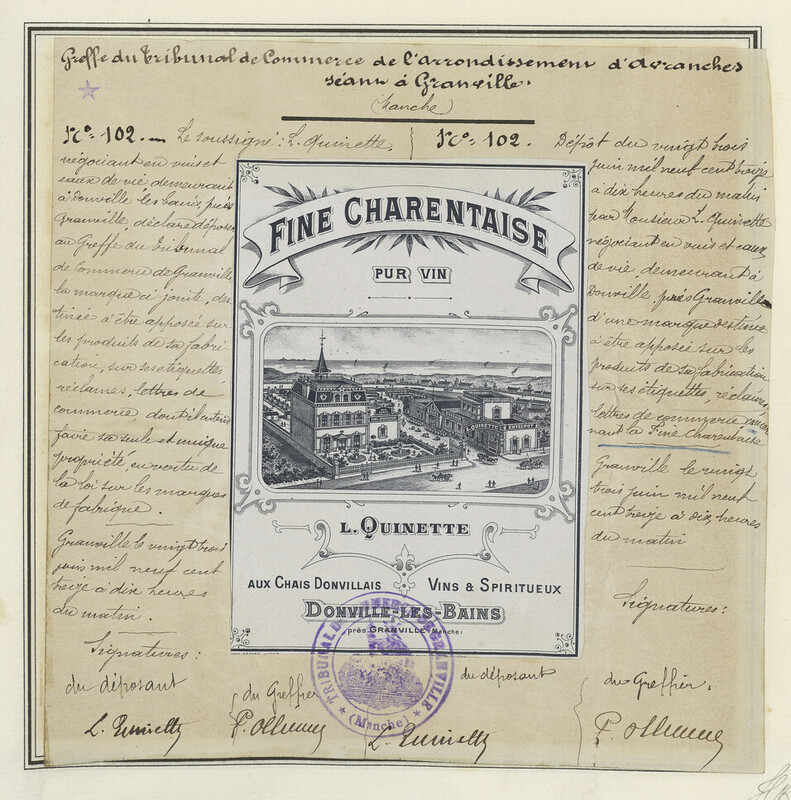 Greffe du Tribunal de Commerce de l'arrondissement d'Avranches
séant à Granville.
(Manche)
No. 102. — Le soussigné: L. Quinette,
négociant en vins et
eaux de vie demeurant
à Donville les bains, près
Granville, déclare déposer
au Greffe du Tribunal
de Commerce de Granville
la marque ci jointe, des
tinée à être apposée sur
les produits de sa fabri
cation, sur ses étiquettes
réclames, lettres de
commerce, dont il entend
faire sa seule et unique
propriété en vertu de
la loi sur les marques
de fabrique.
Granville le vingt trois
juin mil neuf cent
treize à dix heures
du matin.
Signatures:
du déposant
L. Quinette
du Greffier
FINE CHARENTAISE
PUR VIN
L. QUINETTE ENTREPOT
L. QUINETTE
AUX CHAIS DONVILLAIS VINS & SPIRITUEUX
DONVILLE-LES-BAINS
près GRANVILLE (Manche)
TRIBUNAL DE COMMERCE DE GRANVILLE
(Manche)
No. 102. Dépôt du vingt trois
juin mil neuf cent treize
à dix heures du matin
par Monsieur L. Quinette
négociant en vins et eaux
de vie, demeurant à
Donville près Granville
d'une marque destinée
à être apposée sur les
produits de sa fabrication
sur ses étiquettes, réclames,
lettres de commerce concer
nant la Fine Charentaise
Granville le vingt
trois juin mil neuf
cent treize à dix heures
du matin
Signatures:
du déposant
L. Quinette
du Greffier.